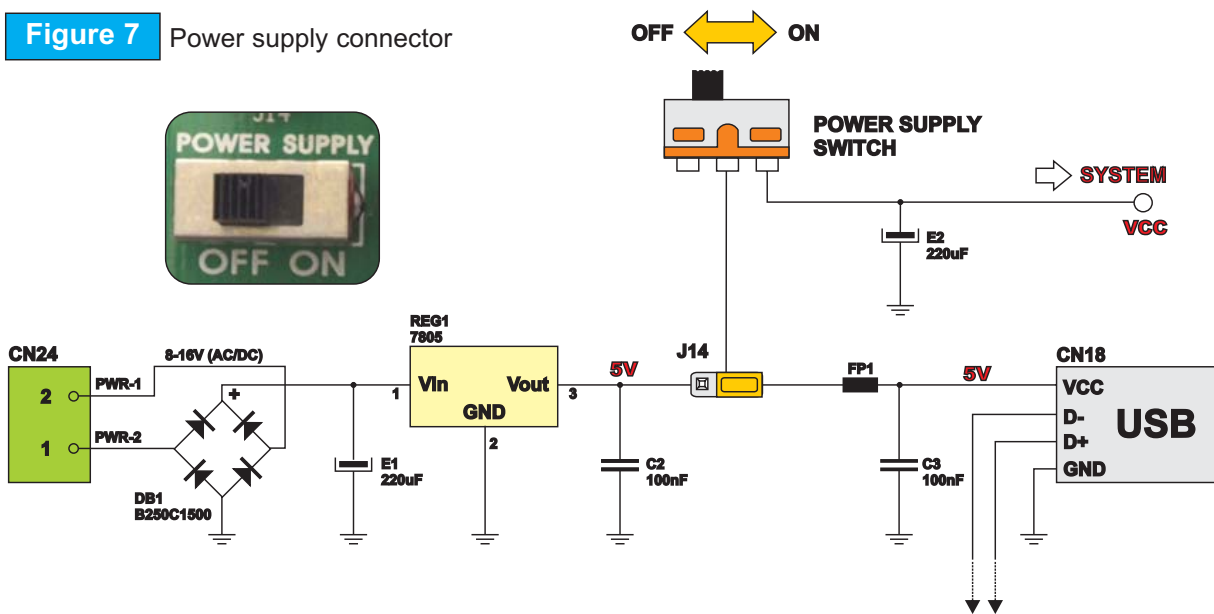 Figure 7 Power supply connector
OFF ON
POWER SUPPLY
SWITCH
SYSTEM
VCC
J14
POWER SUPPLY
OFF ON
E2
220uF
REG1
7805
CN24
8-16V (AC/DC)
2 PWR-1
1 PWR-2
+
DB1
B250C1500
E1
220uF
1 VIn Vout 3
GND
2
5V
C2
100nF
J14
FP1
C3
100nF
5V
CN18
VCC
D-
D+
GND
USB